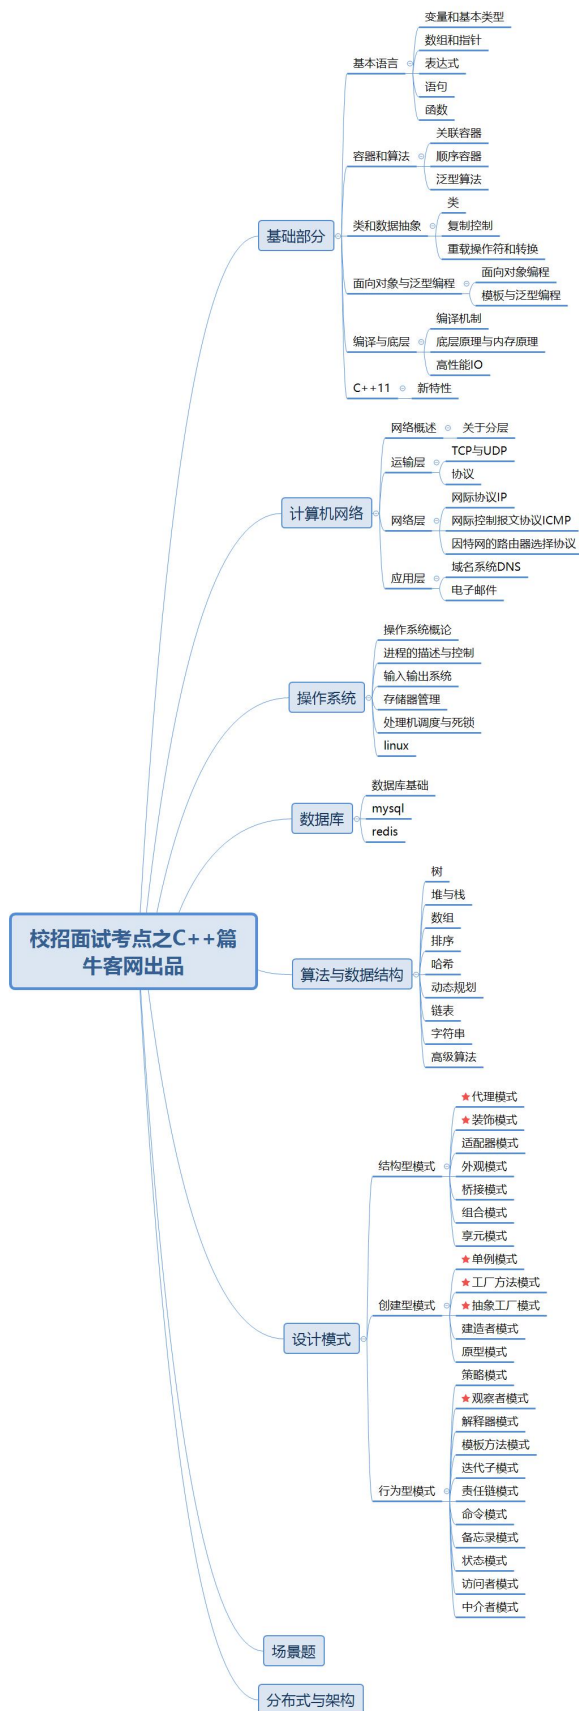 校招面试考点之C++篇
牛客网出品
基础部分
基本语言
变量和基本类型
数组和指针
表达式
语句
函数
容器和算法
关联容器
顺序容器
泛型算法
类和数据抽象
类
复制控制
重载操作符和转换
面向对象与泛型编程
面向对象编程
模板与泛型编程
编译与底层
编译机制
底层原理与内存原理
高性能IO
C++11
新特性
计算机网络
网络概述
关于分层
运输层
TCP与UDP
协议
网络层
网际协议IP
网际控制报文协议ICMP
因特网的路由器选择协议
应用层
域名系统DNS
电子邮件
操作系统
操作系统概论
进程的描述与控制
输入输出系统
存储器管理
处理机调度与死锁
linux
数据库
数据库基础
mysql
redis
算法与数据结构
树
堆与栈
数组
排序
哈希
动态规划
链表
字符串
高级算法
设计模式
结构型模式
代理模式
装饰模式
适配器模式
外观模式
桥接模式
组合模式
享元模式
创建型模式
单例模式
工厂方法模式
抽象工厂模式
建造者模式
原型模式
行为型模式
策略模式
观察者模式
解释器模式
模板方法模式
迭代子模式
责任链模式
命令模式
备忘录模式
状态模式
访问者模式
中介者模式
场景题
分布式与架构